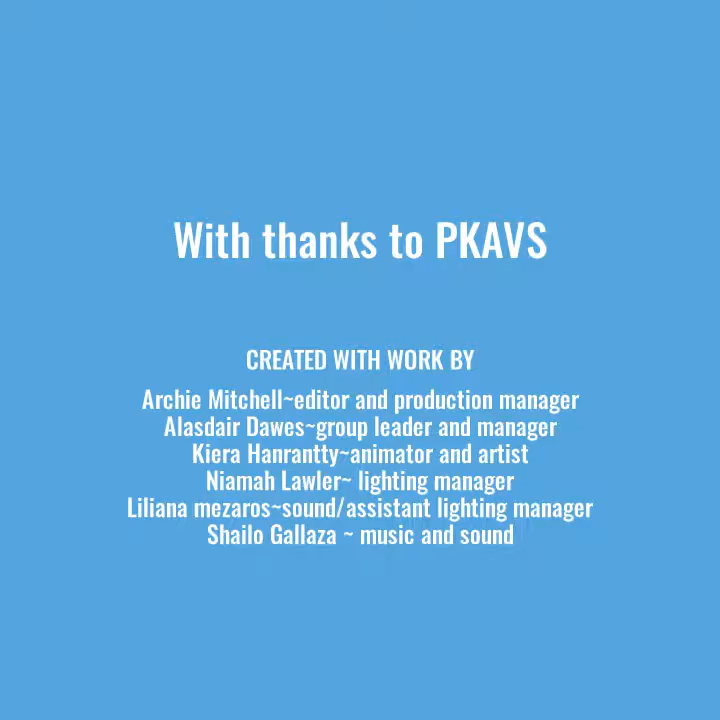 With thanks to PKAVS
CREATED WITH WORK BY
Archie Mitchell~editor and production manager
Alasdair Dawes~group leader and manager
Kiera Hanrantty~animator and artist
Niamah Lawler~ lighting manager
Liliana mezaros~sound/assistant lighting manager
Shailo Gallaza ~ music and sound